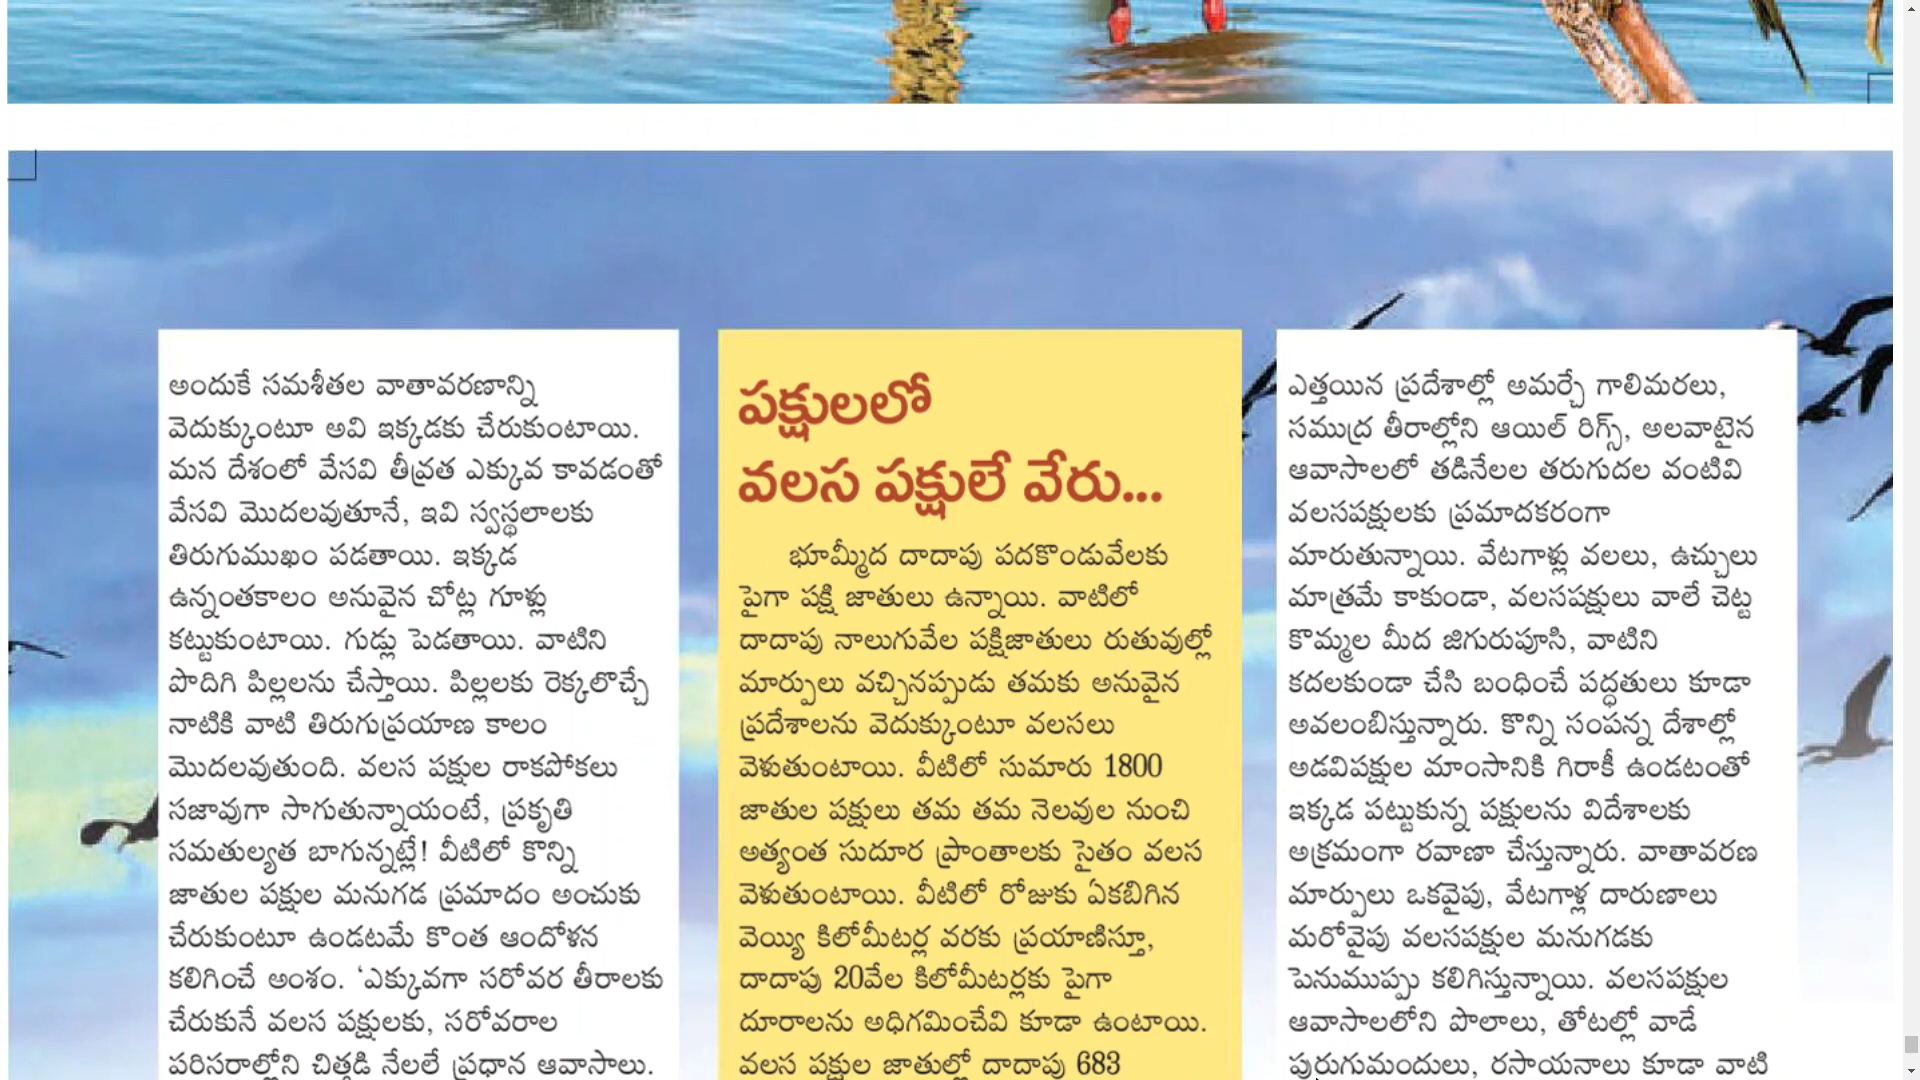 అందుకే సమశీతల వాతావరణాన్ని
వెదుక్కుంటూ అవి ఇక్కడకు చేరుకుంటాయి.
మన దేశంలో వేసవి తీవ్రత ఎక్కువ కావడంతో
వేసవి మొదలవుతూనే, ఇవి స్వస్థలాలకు
తిరుగుముఖం పడతాయి. ఇక్కడ
ఉన్నంతకాలం అనువైన చోట్ల గూళ్లు
కట్టుకుంటాయి. గుడ్లు పెడతాయి. వాటిని
పొదిగి పిల్లలను చేస్తాయి. పిల్లలకు రెక్కలొచ్చే
నాటికి వాటి తిరుగుప్రయాణ కాలం
మొదలవుతుంది. వలస పక్షుల రాకపోకలు
సజావుగా సాగుతున్నాయంటే, ప్రకృతి
సమతుల్యత బాగున్నట్లే! వీటిలో కొన్ని
జాతుల పక్షుల మనుగడ ప్రమాదం అంచుకు
చేరుకుంటూ ఉండటమే కొంత ఆందోళన
కలిగించే అంశం. ‘ఎక్కువగా సరోవర తీరాలకు
చేరుకునే వలస పక్షులకు, సరోవరాల
పరిసరాల్లోని చిత్తడి నేలలే ప్రధాన ఆవాసాలు.
పక్షులలో
వలస పక్షులే వేరు...
భూమ్మీద దాదాపు పదకొండువేలకు
పైగా పక్షి జాతులు ఉన్నాయి. వాటిలో
దాదాపు నాలుగువేల పక్షిజాతులు రుతువుల్లో
మార్పులు వచ్చినప్పుడు తమకు అనువైన
ప్రదేశాలను వెదుక్కుంటూ వలసలు
వెళుతుంటాయి. వీటిలో సుమారు 1800
జాతుల పక్షులు తమ తమ నెలవుల నుంచి
అత్యంత సుదూర ప్రాంతాలకు సైతం వలస
వెళుతుంటాయి. వీటిలో రోజుకు ఏకబిగిన
వెయ్యి కిలోమీటర్ల వరకు ప్రయాణిస్తూ,
దాదాపు 20వేల కిలోమీటర్లకు పైగా
దూరాలను అధిగమించేవి కూడా ఉంటాయి.
వలస పక్షుల జాతుల్లో దాదాపు 683
ఎత్తయిన ప్రదేశాల్లో అమర్చే గాలిమరలు,
సముద్ర తీరాల్లోని ఆయిల్ రిగ్స్, అలవాటైన
ఆవాసాలలో తడినేలల తరుగుదల వంటివి
వలసపక్షులకు ప్రమాదకరంగా
మారుతున్నాయి. వేటగాళ్లు వలలు, ఉచ్చులు
మాత్రమే కాకుండా, వలసపక్షులు వాలే చెట్ట
కొమ్మల మీద జిగురుపూసి, వాటిని
కదలకుండా చేసి బంధించే పద్ధతులు కూడా
అవలంబిస్తున్నారు. కొన్ని సంపన్న దేశాల్లో
అడవిపక్షుల మాంసానికి గిరాకీ ఉండటంతో
ఇక్కడ పట్టుకున్న పక్షులను విదేశాలకు
అక్రమంగా రవాణా చేస్తున్నారు. వాతావరణ
మార్పులు ఒకవైపు, వేటగాళ్ల దారుణాలు
మరోవైపు వలసపక్షుల మనుగడకు
పెనుముప్పు కలిగిస్తున్నాయి. వలసపక్షుల
ఆవాసాలలోని పొలాలు, తోటల్లో వాడే
పురుగుమందులు, రసాయనాలు కూడా వాటి